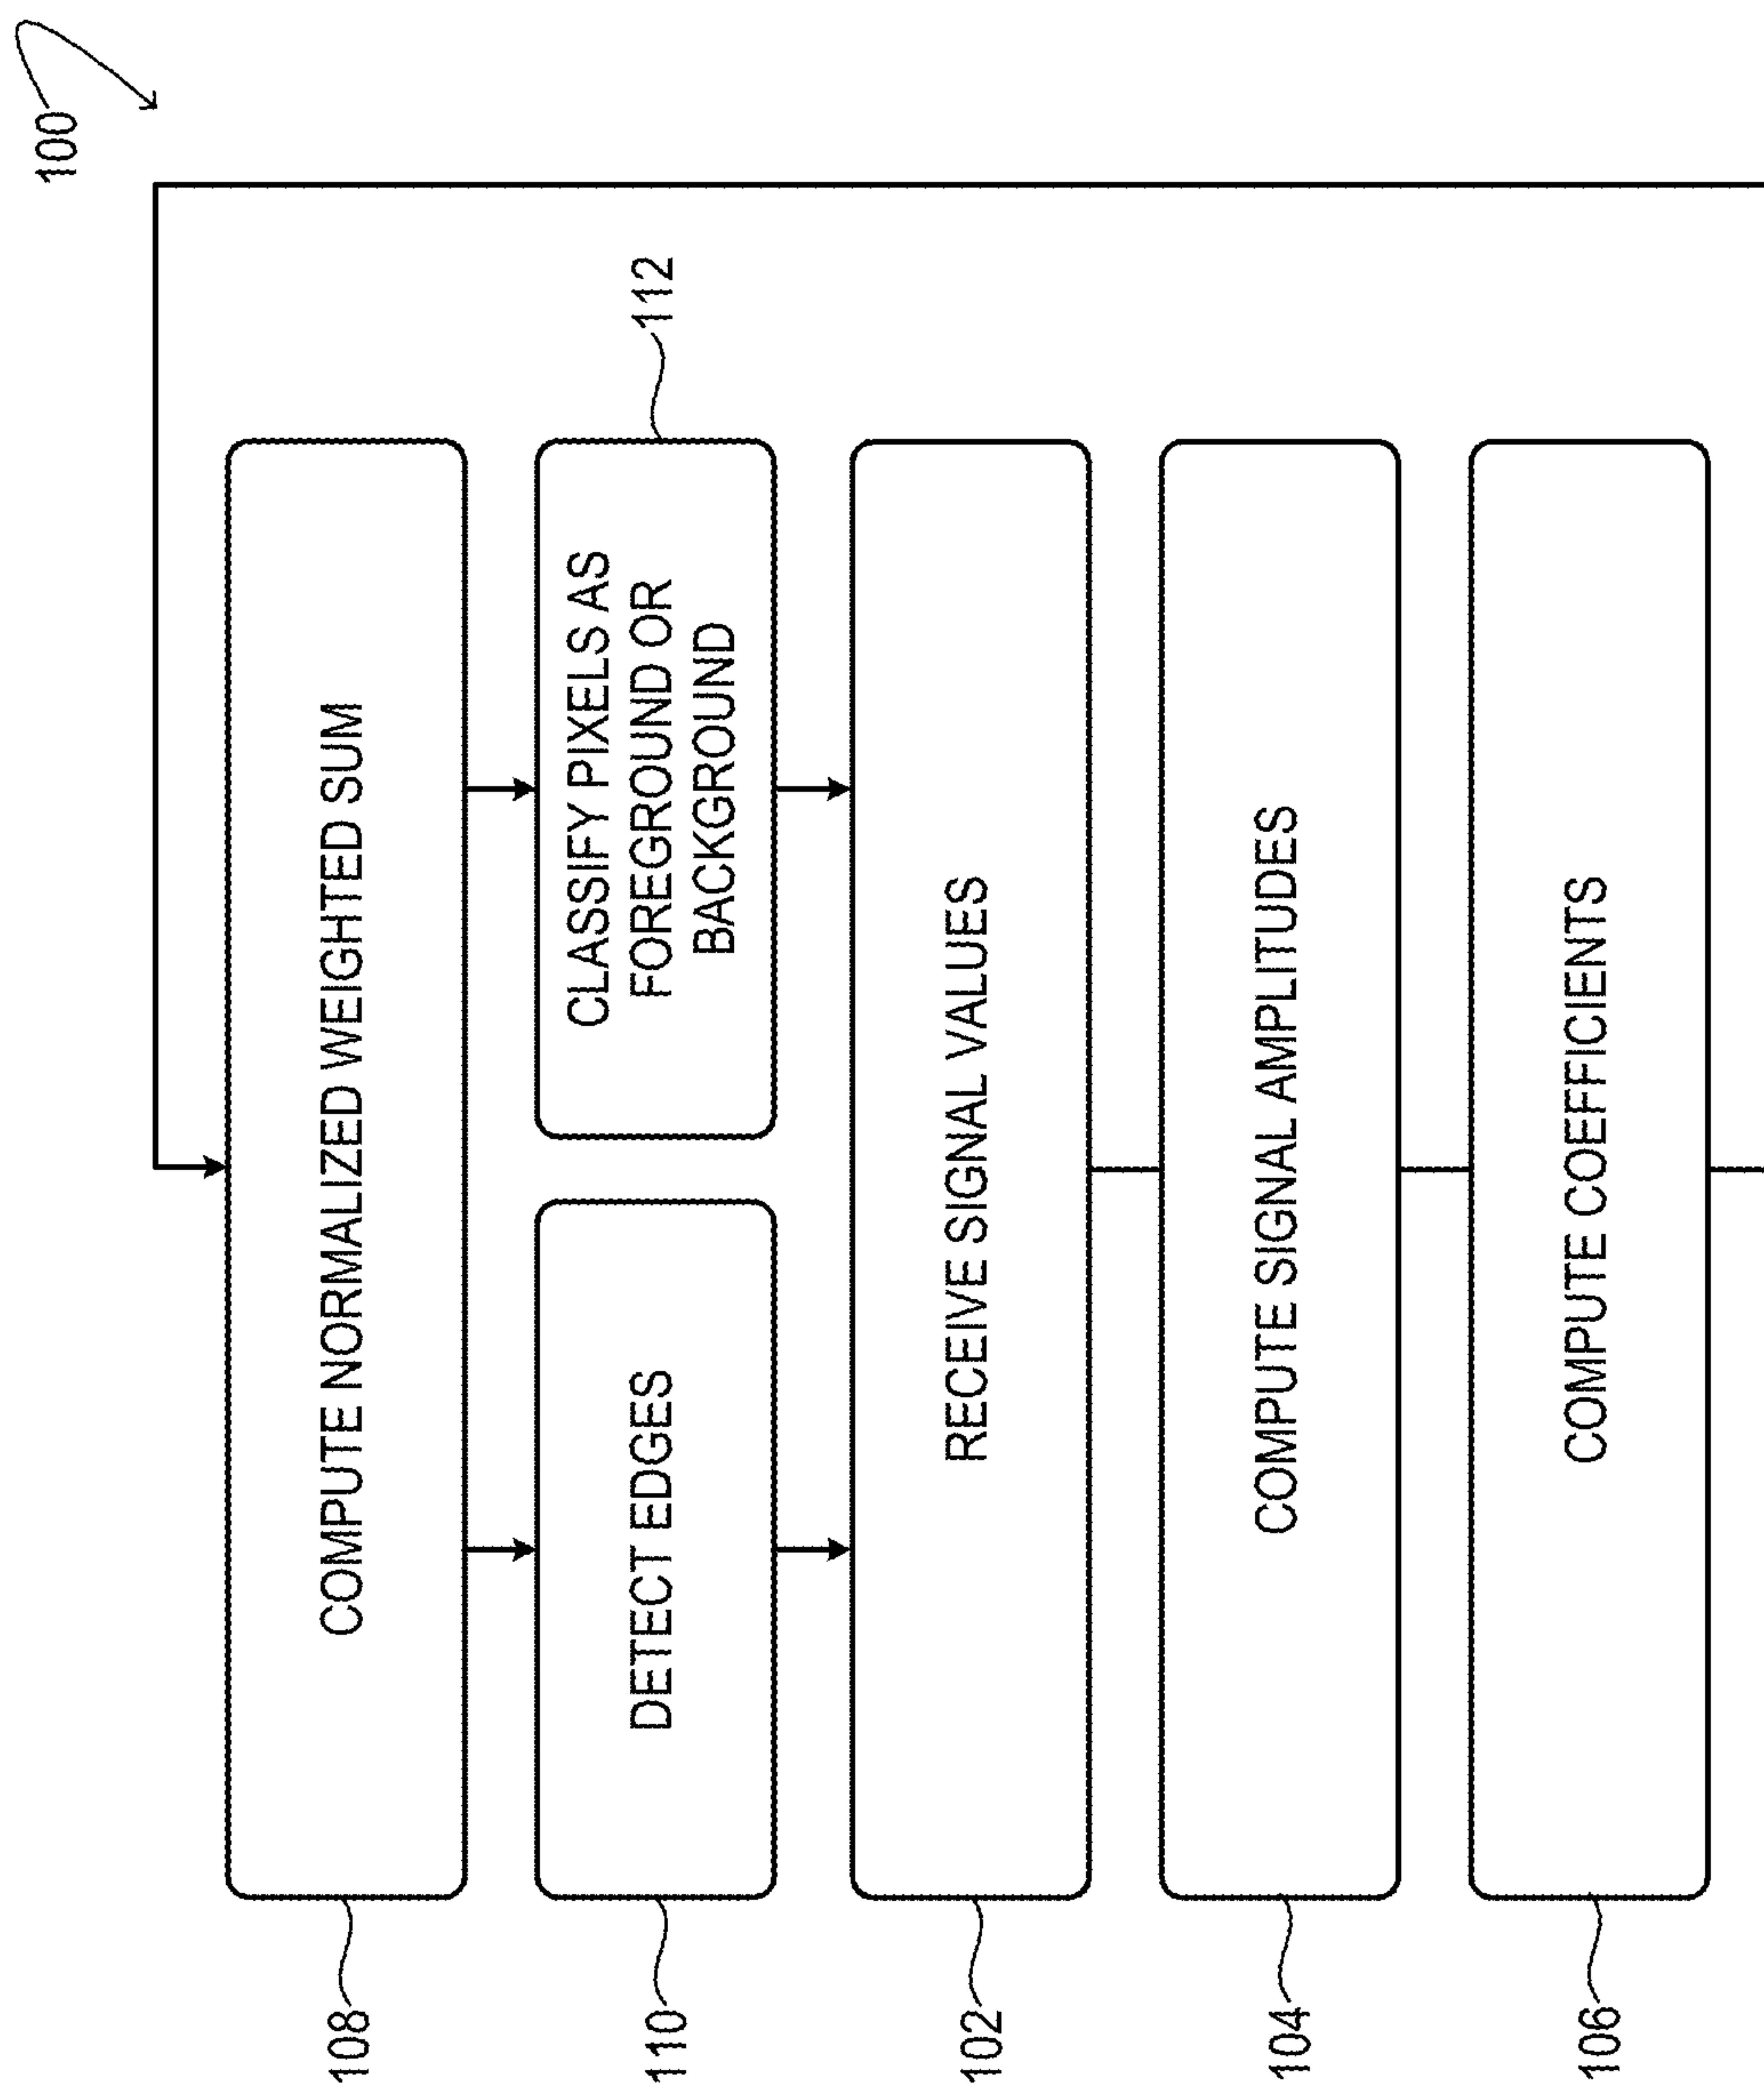 100
108
COMPUTE NORMALIZED WEIGHTED SUM
110
DETECT EDGES
CLASSIFY PIXELS AS
FOREGROUND OR
BACKGROUND
112
102
RECEIVE SIGNAL VALUES
104
COMPUTE SIGNAL AMPLITUDES
106
COMPUTE COEFFICIENTS